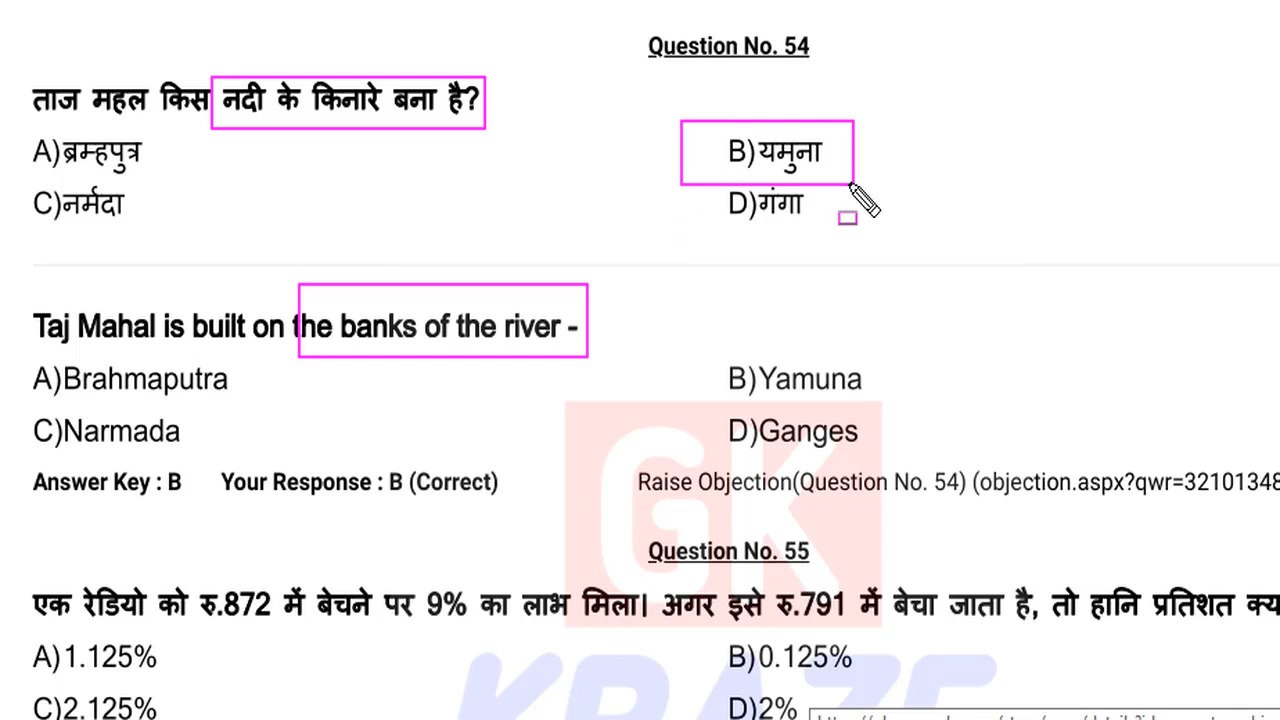 Question No. 54
ताज महल किस नदी के किनारे बना है?
A)ब्रम्हपुत्र B)यमुना
C)नर्मदा D)गंगा
Taj Mahal is built on the banks of the river -
A)Brahmaputra B)Yamuna
C)Narmada D)Ganges
Answer Key : B Your Response : B (Correct) Raise Objection(Question No. 54) (objection.aspx?qwr=32101348
GK
Question No. 55
एक रेडियो को रु.872 में बेचने पर 9% का लाभ मिला। अगर इसे रु.791 में बेचा जाता है, तो हानि प्रतिशत क्य
A)1.125% B)0.125%
KRAZE
C)2.125% D)2%